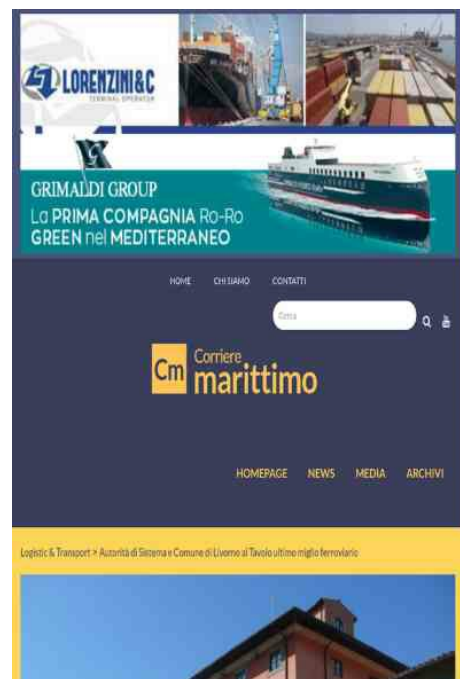 LORENZINI&C
TERMINAL OPERATOR
GRIMALDI GROUP
La PRIMA COMPAGNIA Ro-Ro
GREEN nel MEDITERRANEO
HOME CHI SIAMO CONTATTI
Cerca
Cm Corriere
marittimo
HOMEPAGE NEWS MEDIA ARCHIVI
Logistic & Transport > Autorità di Sistema e Comune di Livorno al Tavolo ultimo miglio ferroviario